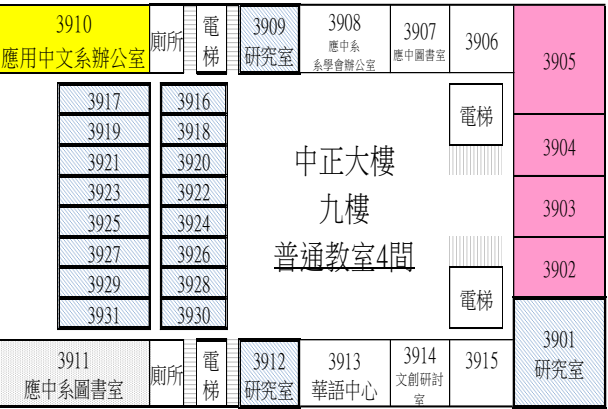 3910
應用中文系辦公室
廁所
電
梯
3909
研究室
3908
應中系
系學會辦公室
3907
應中圖書室
3906
3905
3917
3916
3919
3918
3921
3920
3923
3922
3925
3924
3927
3926
3929
3928
3931
3930
中正大樓
九樓
普通教室4間
電梯
3904
3903
3902
電梯
3901
研究室
3911
應中系圖書室
廁所
電
梯
3912
研究室
3913
華語中心
3914
文創研討
室
3915